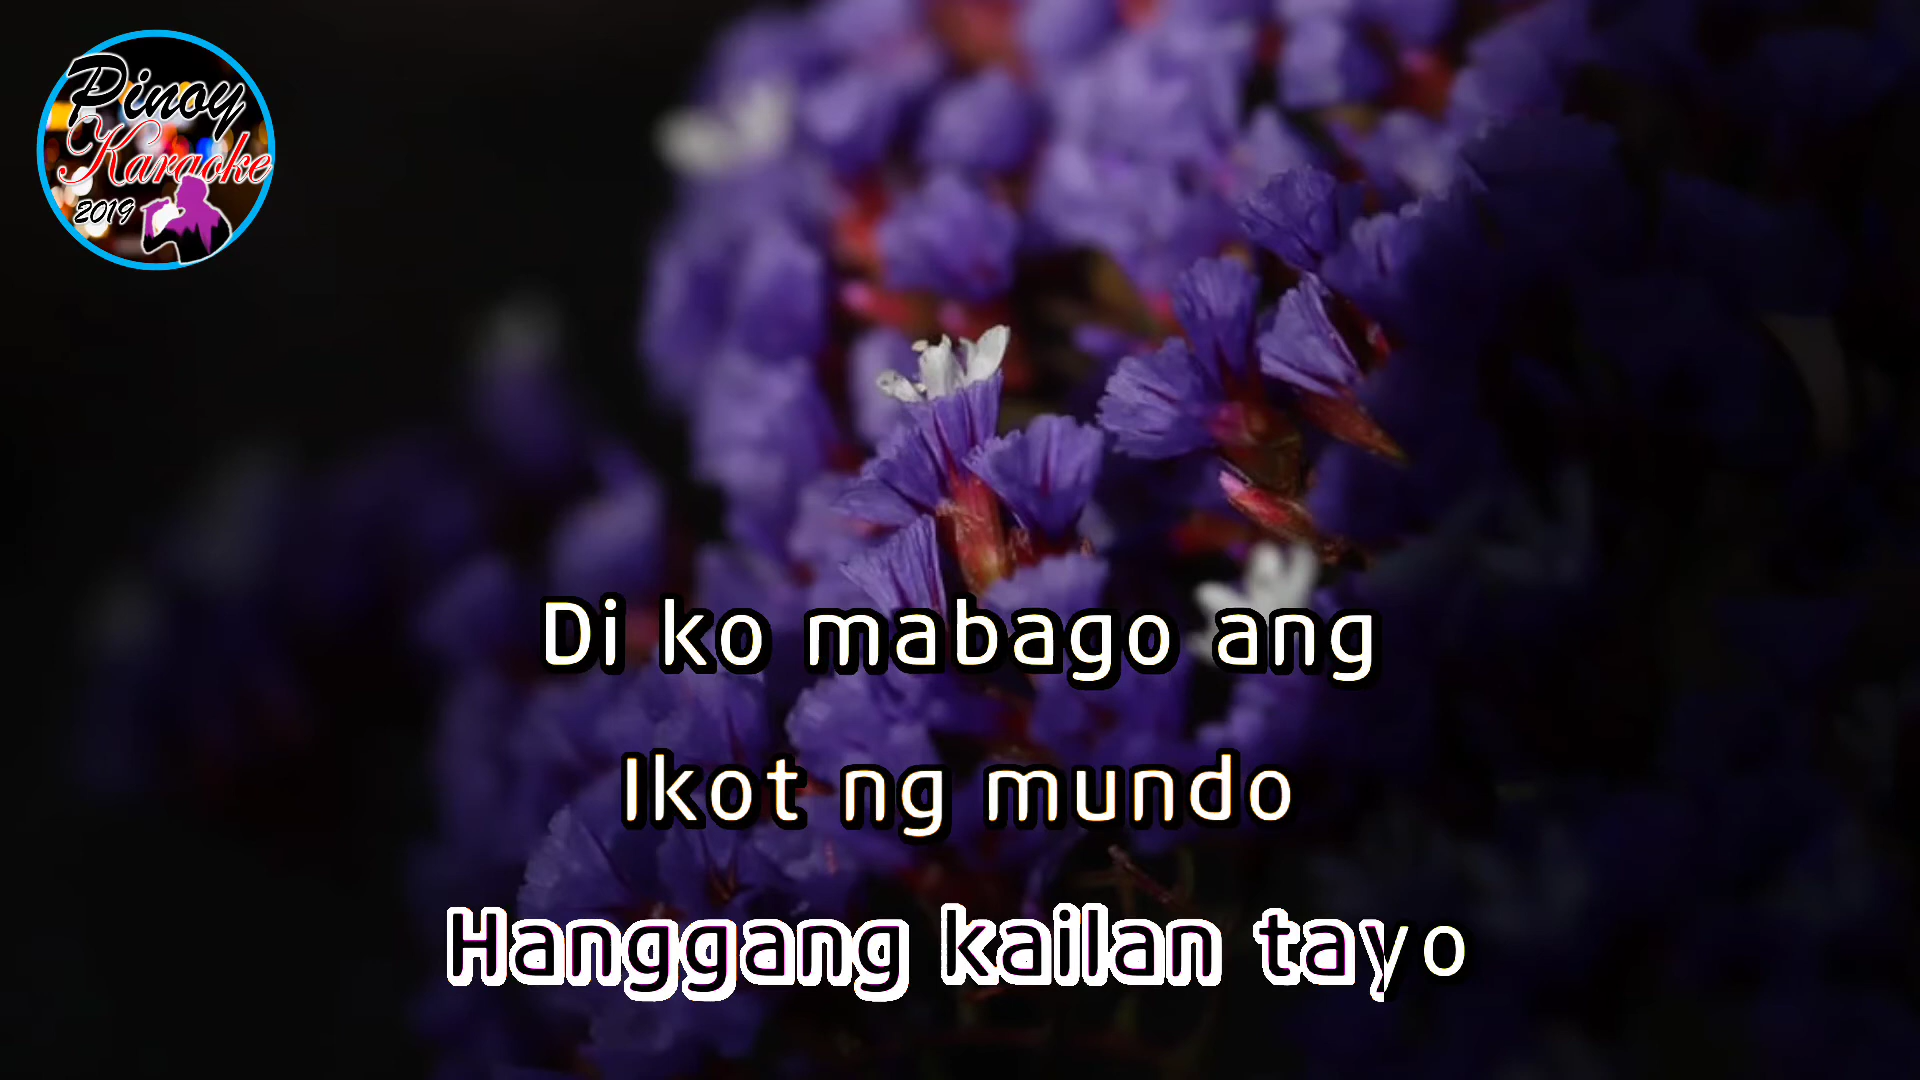 Pinoy
Karaoke
2019
Di ko mabago ang
Ikot ng mundo
Hanggang kailan tayo